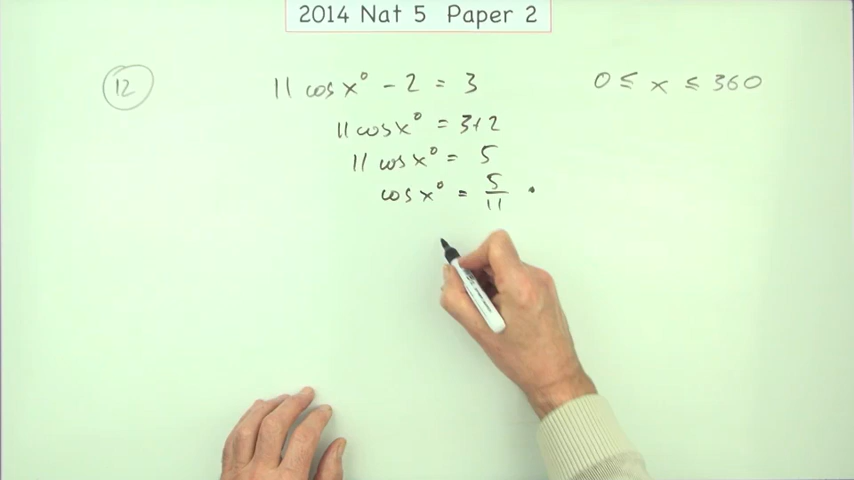 2014 Nat 5 Paper 2
12 11 cos x° - 2 = 3 0 ≤ x ≤ 360
11 cos x° = 3+2
11 cos x° = 5
cos x° = 5/11